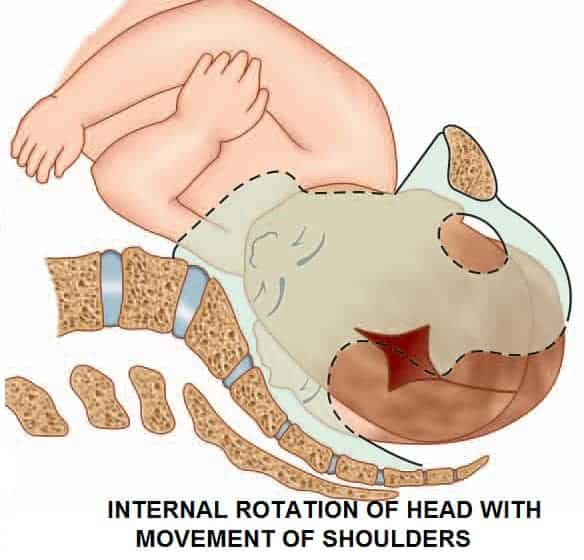 INTERNAL ROTATION OF HEAD WITH
MOVEMENT OF SHOULDERS